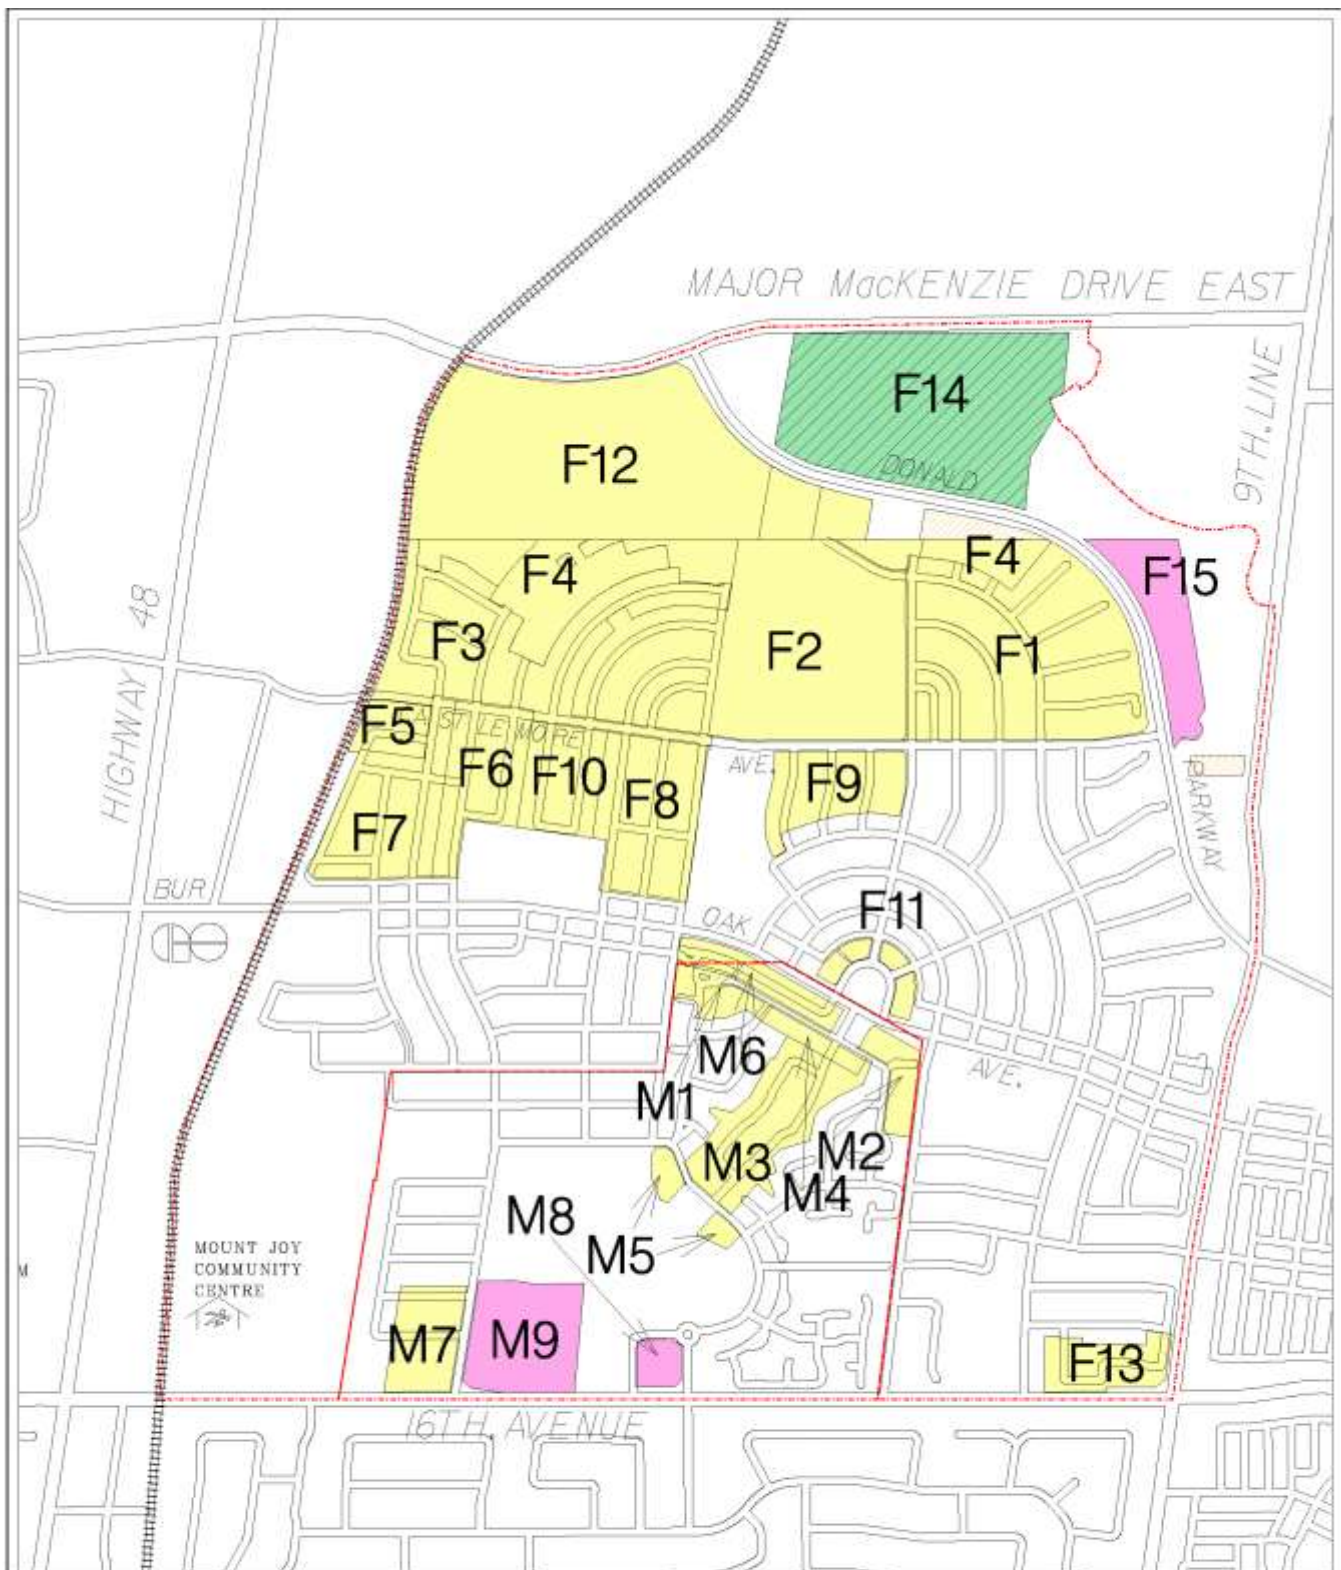 MAJOR MacKENZIE DRIVE EAST
9TH.LINE
F14
F12
DONALD
F4
F4
F15
HIGHWAY 48
F3
F2
F1
F5
F6
F10
AVE.
F9
F8
F7
PARKWAY
BUR
OAK
F11
M6
AVE.
M1
M3
M2
M4
M8
M5
MOUNT JOY
COMMUNITY
CENTRE
M
M7
M9
F13
16TH. AVENUE